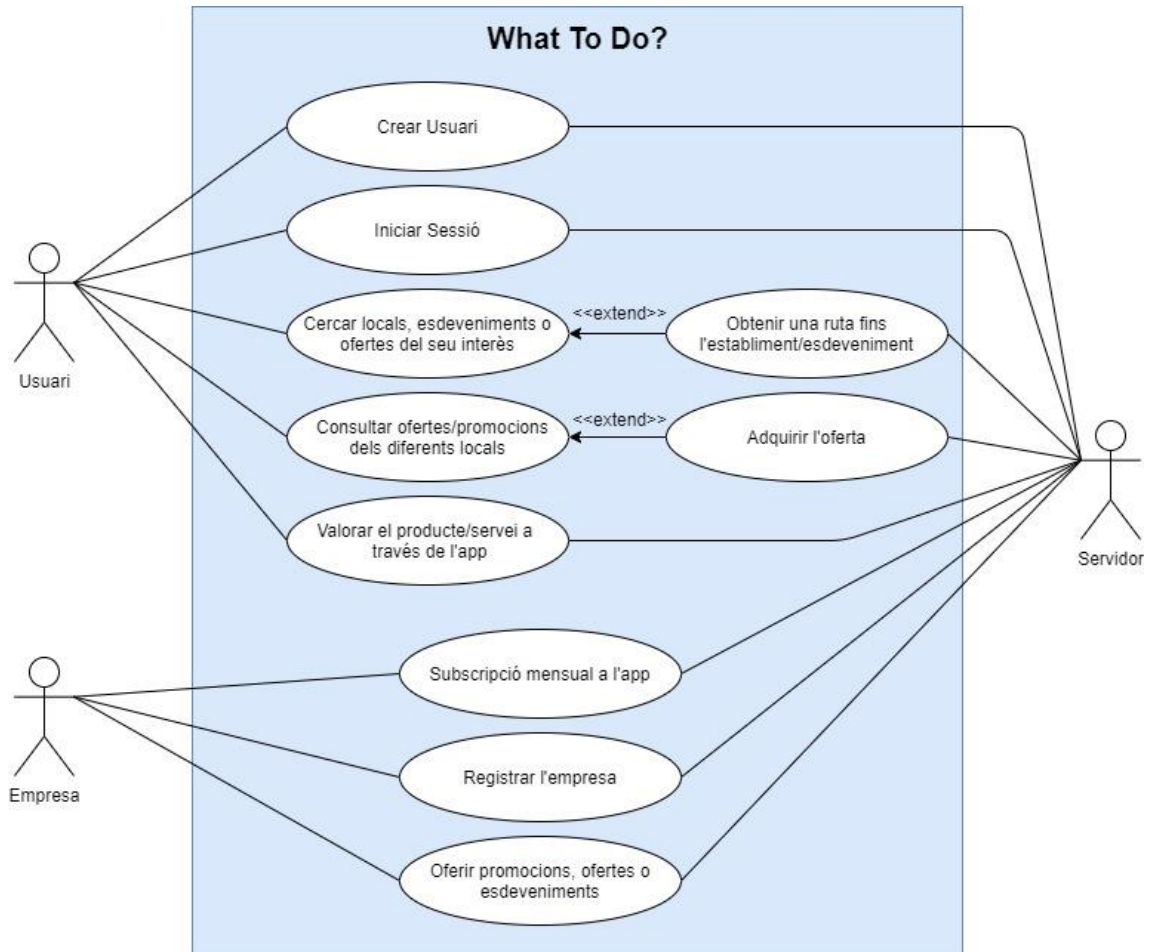 What To Do?
Crear Usuari
Iniciar Sessió
Usuari
Cercar locals, esdeveniments o
ofertes del seu interès
<<extend>>
Obtenir una ruta fins
l'establiment/esdeveniment
Consultar ofertes/promocions
dels diferents locals
<<extend>>
Adquirir l'oferta
Valorar el producte/servei a
través de l'app
Servidor
Subscripció mensual a l'app
Empresa
Registrar l'empresa
Oferir promocions, ofertes o
esdeveniments